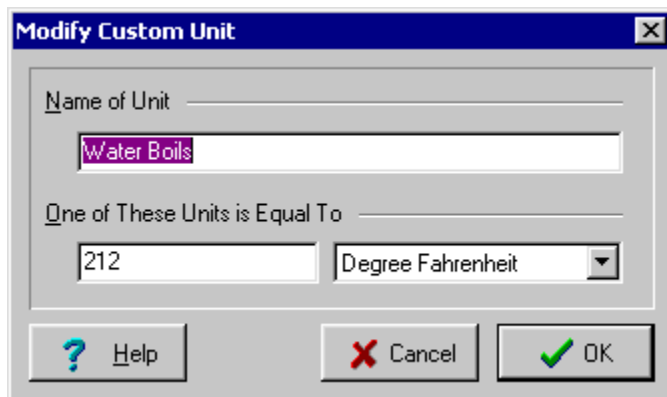 Modify Custom Unit
Name of Unit
Water Boils
One of These Units is Equal To
212 Degree Fahrenheit
? Help Cancel OK